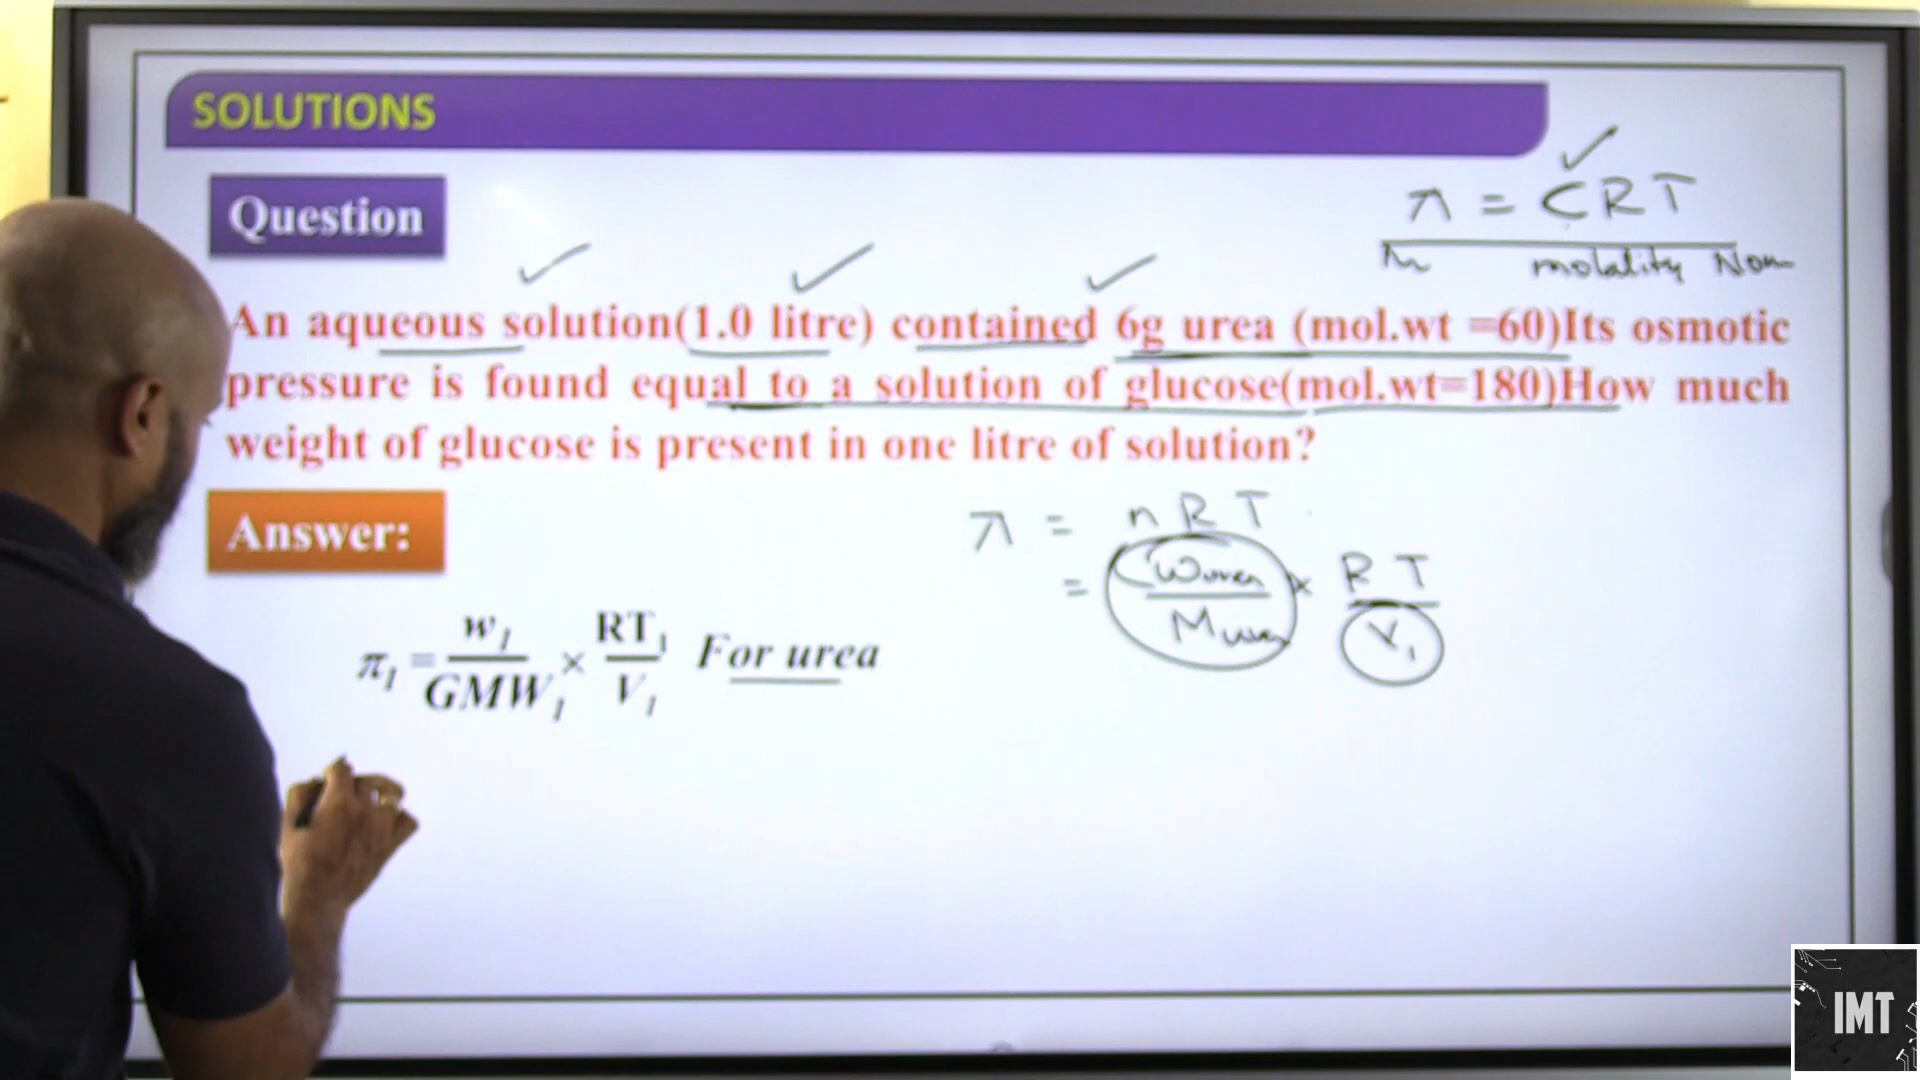 SOLUTIONS
π = CRT
molality Non
Question
An aqueous solution(1.0 litre) contained 6g urea (mol.wt =60)Its osmotic
pressure is found equal to a solution of glucose(mol.wt=180)How much
weight of glucose is present in one litre of solution?
Answer:
π = nRT
= Wurea / Murea × RT / V₁
π₁ = w₁ / GMW₁ × RT₁ / V₁ For urea
IMT